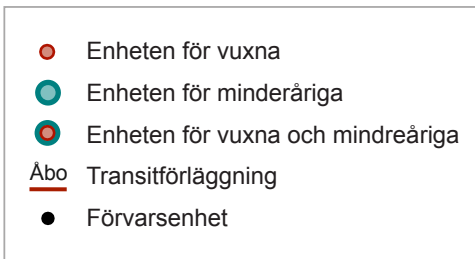 Enheten för vuxna
Enheten för minderåriga
Enheten för vuxna och mindreåriga
Åbo Transitförläggning
Förvarsenhet